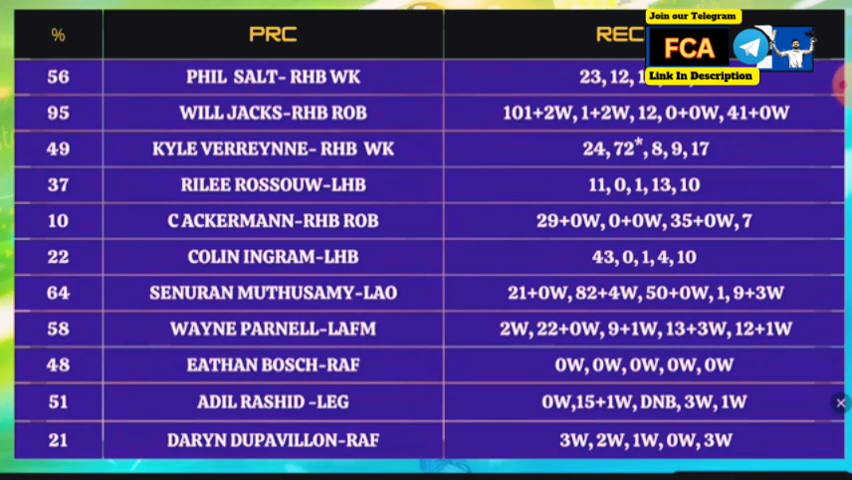 Join our Telegram
% PRC REC
FCA
Link In Description
56 PHIL SALT- RHB WK 23, 12,
95 WILL JACKS-RHB ROB 101+2W, 1+2W, 12, 0+0W, 41+0W
49 KYLE VERREYNNE- RHB WK 24, 72*, 8, 9, 17
37 RILEE ROSSOUW-LHB 11, 0, 1, 13, 10
10 C ACKERMANN-RHB ROB 29+0W, 0+0W, 35+0W, 7
22 COLIN INGRAM-LHB 43, 0, 1, 4, 10
64 SENURAN MUTHUSAMY-LAO 21+0W, 82+4W, 50+0W, 1, 9+3W
58 WAYNE PARNELL-LAFM 2W, 22+0W, 9+1W, 13+3W, 12+1W
48 EATHAN BOSCH-RAF 0W, 0W, 0W, 0W, 0W
51 ADIL RASHID -LEG 0W,15+1W, DNB, 3W, 1W
21 DARYN DUPAVILLON-RAF 3W, 2W, 1W, 0W, 3W